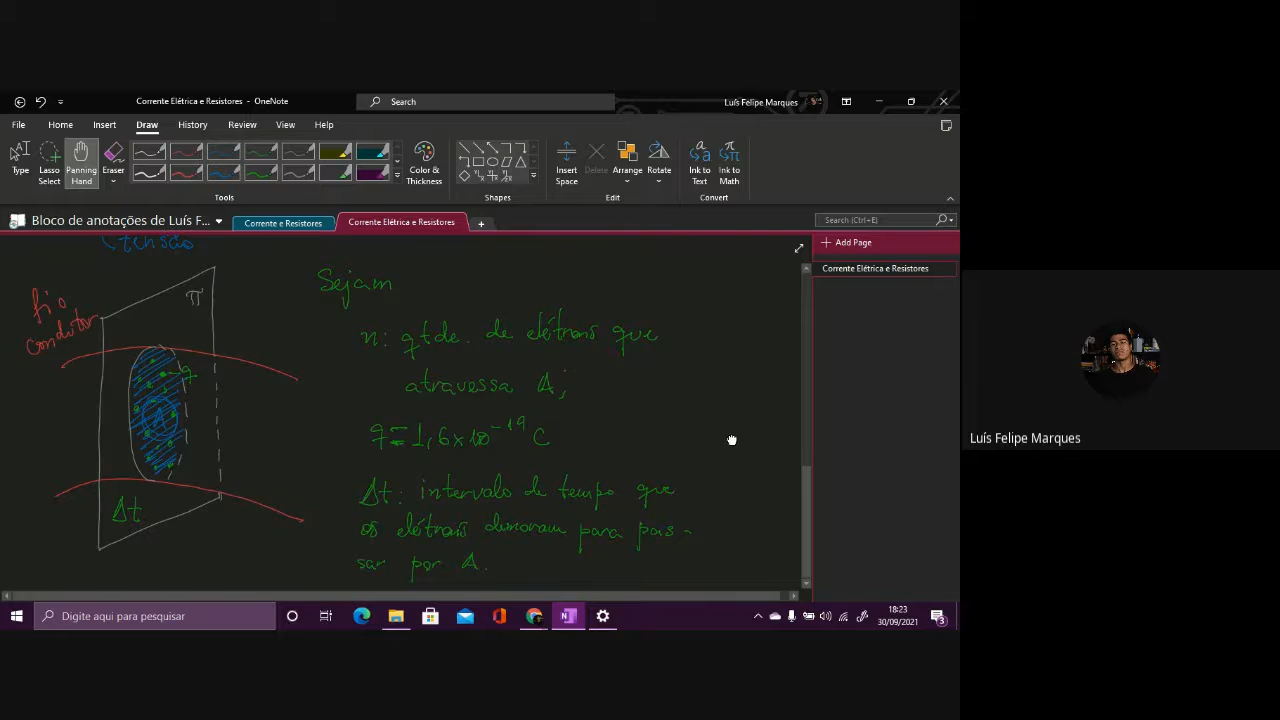 Corrente Elétrica e Resistores - OneNote
Search
Luís Felipe Marques
File Home Insert Draw History Review View Help
Type
Lasso Select
Panning Hand
Eraser
Color & Thickness
Insert Space
Delete
Arrange
Rotate
Ink to Text
Ink to Math
Tools
Shapes
Edit
Convert
Bloco de anotações de Luís F...
Corrente e Resistores
Corrente Elétrica e Resistores
Search (Ctrl+E)
Add Page
Corrente Elétrica e Resistores
tensão
fio
condutor
π
q
A
Δt
Sejam
n: qtde. de elétrons que
atravessa A;
q = 1,6 x 10⁻¹⁹ C
Δt: intervalo de tempo que
os elétrons demoram para pas-
sar por A.
Luís Felipe Marques
Digite aqui para pesquisar
18:23
30/09/2021
3